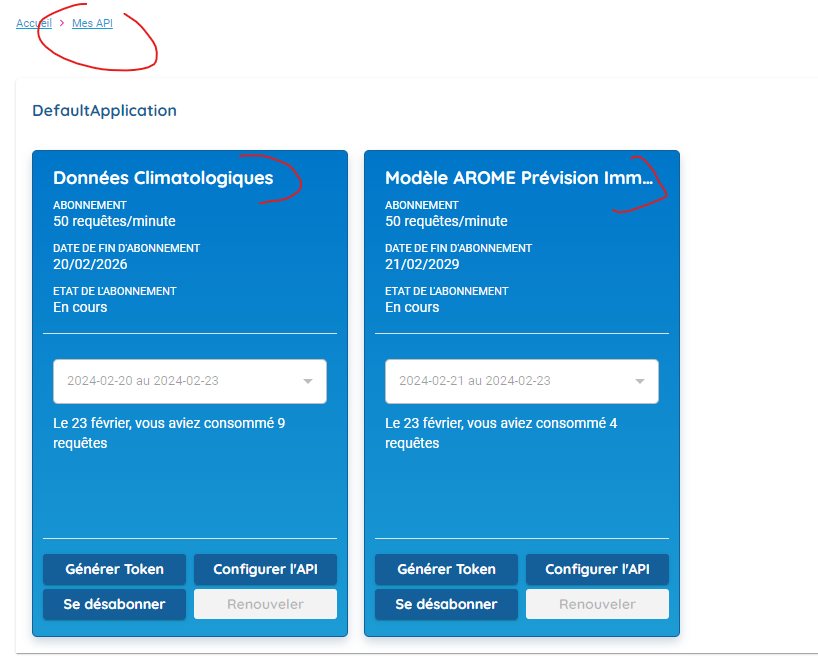 Accueil > Mes API
DefaultApplication
Données Climatologiques
ABONNEMENT
50 requêtes/minute
DATE DE FIN D'ABONNEMENT
20/02/2026
ETAT DE L'ABONNEMENT
En cours
2024-02-20 au 2024-02-23
Le 23 février, vous aviez consommé 9
requêtes
Générer Token
Configurer l'API
Se désabonner
Renouveler
Modèle AROME Prévision Imm...
ABONNEMENT
50 requêtes/minute
DATE DE FIN D'ABONNEMENT
21/02/2029
ETAT DE L'ABONNEMENT
En cours
2024-02-21 au 2024-02-23
Le 23 février, vous aviez consommé 4
requêtes
Générer Token
Configurer l'API
Se désabonner
Renouveler